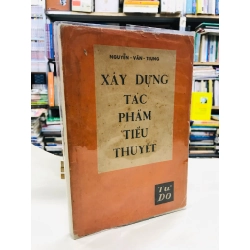 NGUYỄN-VĂN-TRUNG
XÂY DỰNG
TÁC
PHẨM
TIỂU
THUYẾT
TỰ
DO